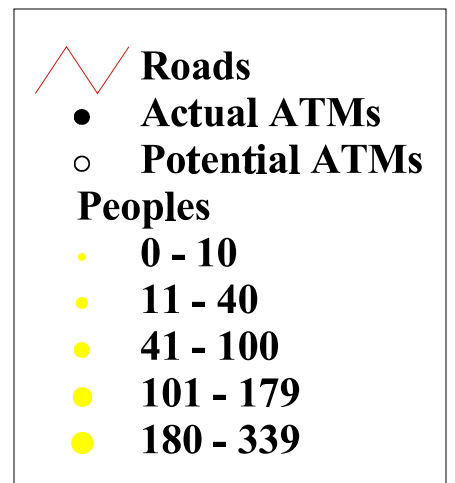 Roads
Actual ATMs
Potential ATMs
Peoples
0 - 10
11 - 40
41 - 100
101 - 179
180 - 339